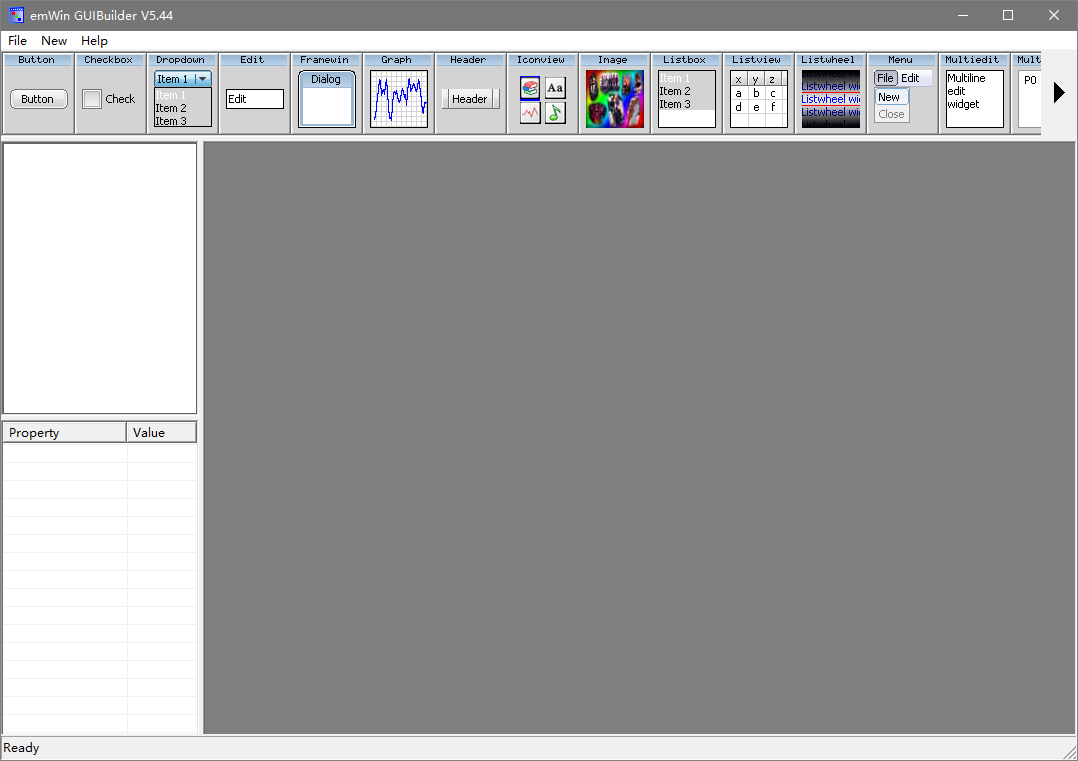 emWin GUIBuilder V5.44
File New Help
Button Checkbox Dropdown Edit Framewin Graph Header Iconview Image Listbox Listview Listwheel Menu Multiedit Mult
Button
Check
Item 1
Item 1
Item 2
Item 3
Edit
Dialog
Header
Aa
Item 1
Item 2
Item 3
x y z
a b c
d e f
Listwheel wi
Listwheel wi
Listwheel wi
File Edit
New
Close
Multiline
edit
widget
P0
Property Value
Ready